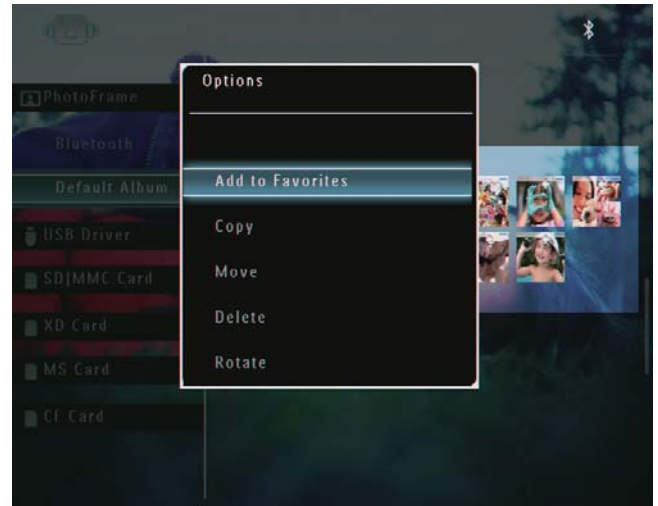 Options
PhotoFrame
Bluetooth
Default Album
USB Driver
SD|MMC Card
XD Card
MS Card
CF Card
Add to Favorites
Copy
Move
Delete
Rotate